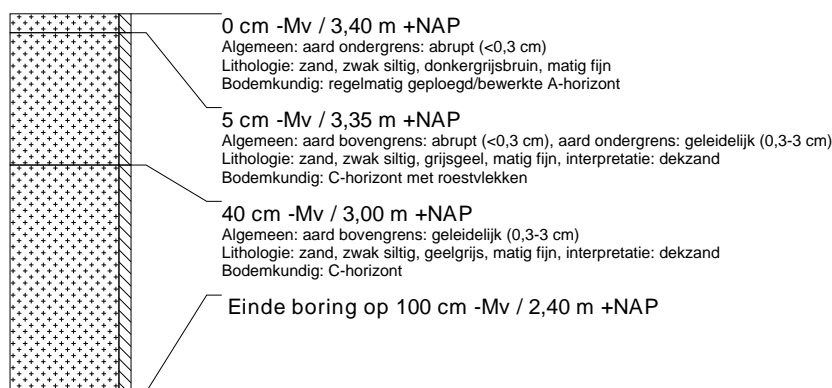 0 cm -Mv / 3,40 m +NAP
Algemeen: aard ondergrens: abrupt (<0,3 cm)
Lithologie: zand, zwak siltig, donkergrijsbruin, matig fijn
Bodemkundig: regelmatig geploegd/bewerkte A-horizont
5 cm -Mv / 3,35 m +NAP
Algemeen: aard bovengrens: abrupt (<0,3 cm), aard ondergrens: geleidelijk (0,3-3 cm)
Lithologie: zand, zwak siltig, grijsgeel, matig fijn, interpretatie: dekzand
Bodemkundig: C-horizont met roestvlekken
40 cm -Mv / 3,00 m +NAP
Algemeen: aard bovengrens: geleidelijk (0,3-3 cm)
Lithologie: zand, zwak siltig, geelgrijs, matig fijn, interpretatie: dekzand
Bodemkundig: C-horizont
Einde boring op 100 cm -Mv / 2,40 m +NAP